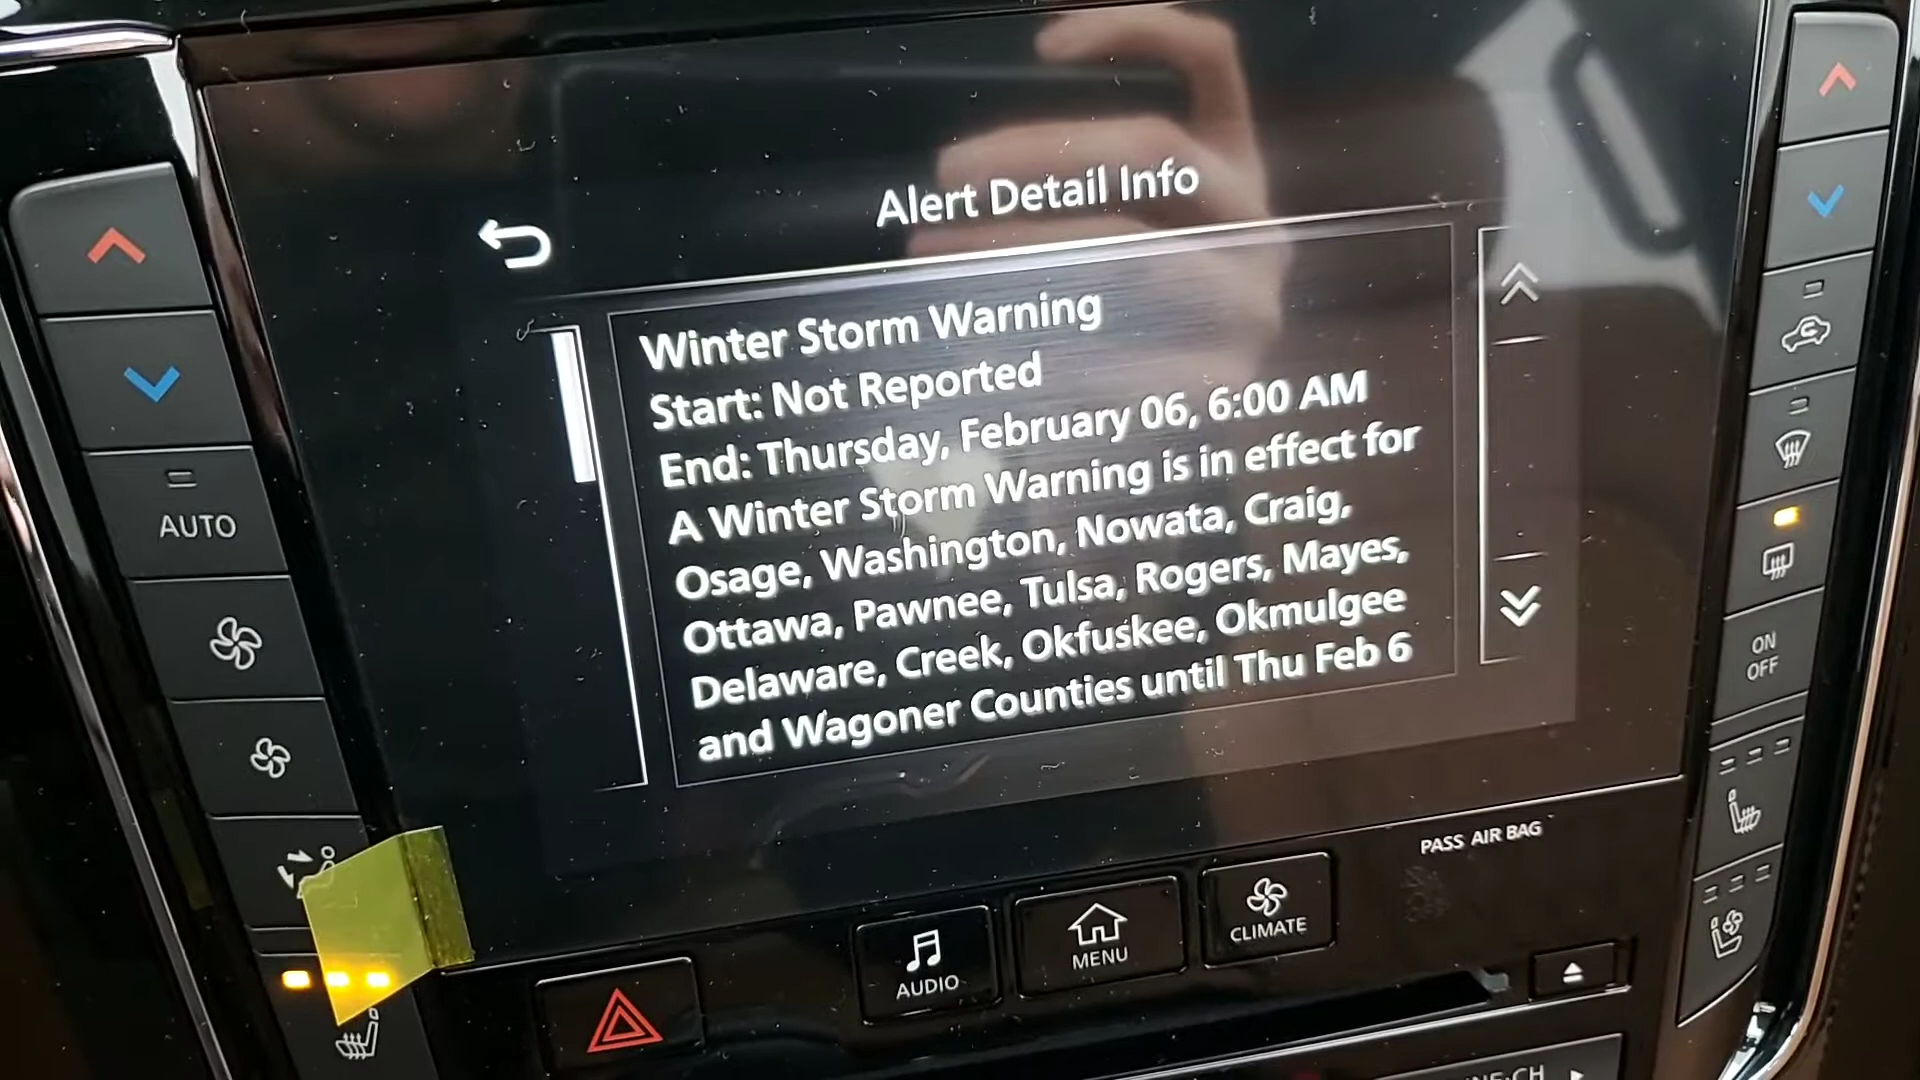 Alert Detail Info
Winter Storm Warning
Start: Not Reported
End: Thursday, February 06, 6:00 AM
A Winter Storm Warning is in effect for
Osage, Washington, Nowata, Craig,
Ottawa, Pawnee, Tulsa, Rogers, Mayes,
Delaware, Creek, Okfuskee, Okmulgee
and Wagoner Counties until Thu Feb 6
AUTO
ON
OFF
PASS AIR BAG
AUDIO
MENU
CLIMATE